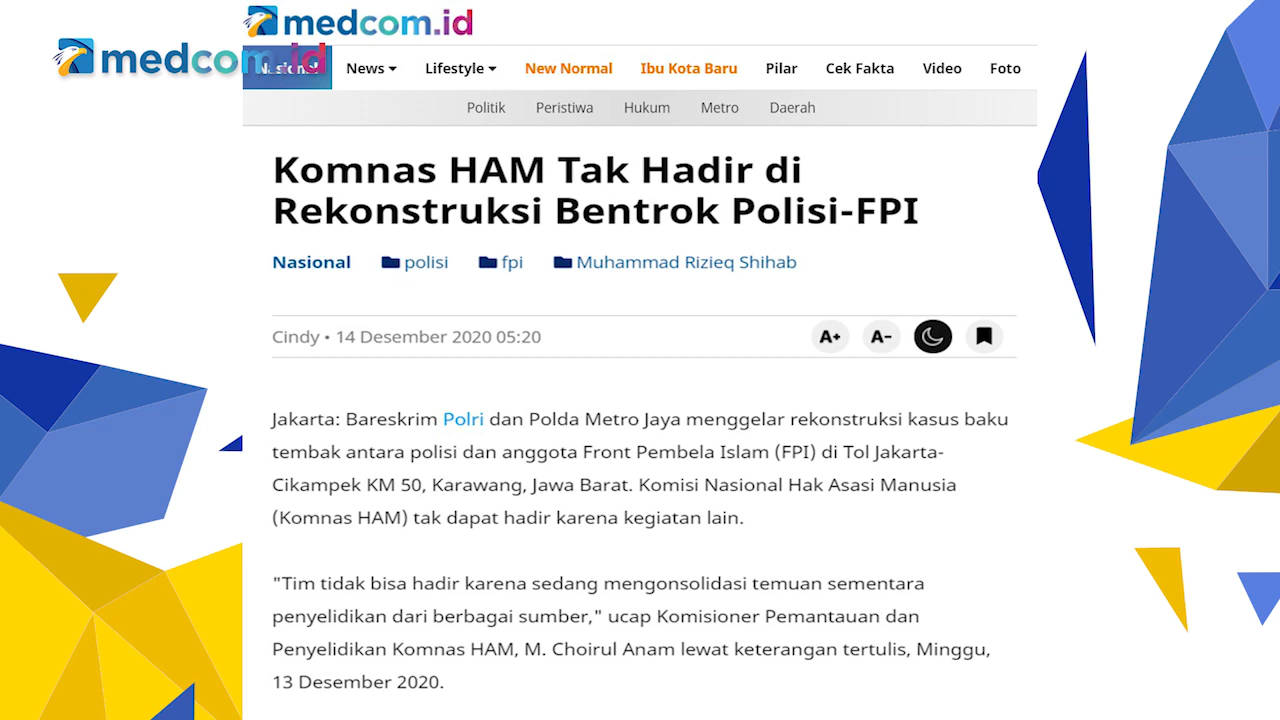 medcom.id
medcom.id
Nasional
News Lifestyle New Normal Ibu Kota Baru Pilar Cek Fakta Video Foto
Politik Peristiwa Hukum Metro Daerah
Komnas HAM Tak Hadir di
Rekonstruksi Bentrok Polisi-FPI
Nasional polisi fpi Muhammad Rizieq Shihab
Cindy • 14 Desember 2020 05:20 A+ A-
Jakarta: Bareskrim Polri dan Polda Metro Jaya menggelar rekonstruksi kasus baku
tembak antara polisi dan anggota Front Pembela Islam (FPI) di Tol Jakarta-
Cikampek KM 50, Karawang, Jawa Barat. Komisi Nasional Hak Asasi Manusia
(Komnas HAM) tak dapat hadir karena kegiatan lain.
"Tim tidak bisa hadir karena sedang mengonsolidasi temuan sementara
penyelidikan dari berbagai sumber," ucap Komisioner Pemantauan dan
Penyelidikan Komnas HAM, M. Choirul Anam lewat keterangan tertulis, Minggu,
13 Desember 2020.